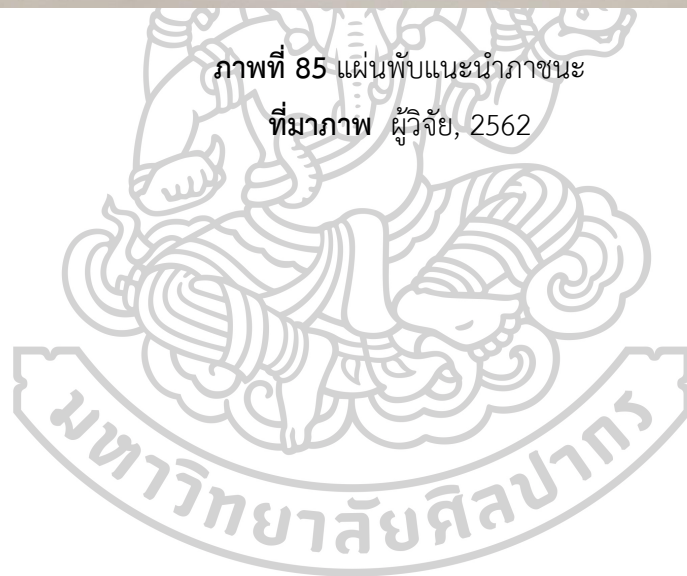 ภาพที่ 85 แผ่นพับแนะนำภาชนะ
ที่มาภาพ ผู้วิจัย, 2562
มหาวิทยาลัยศิลปากร